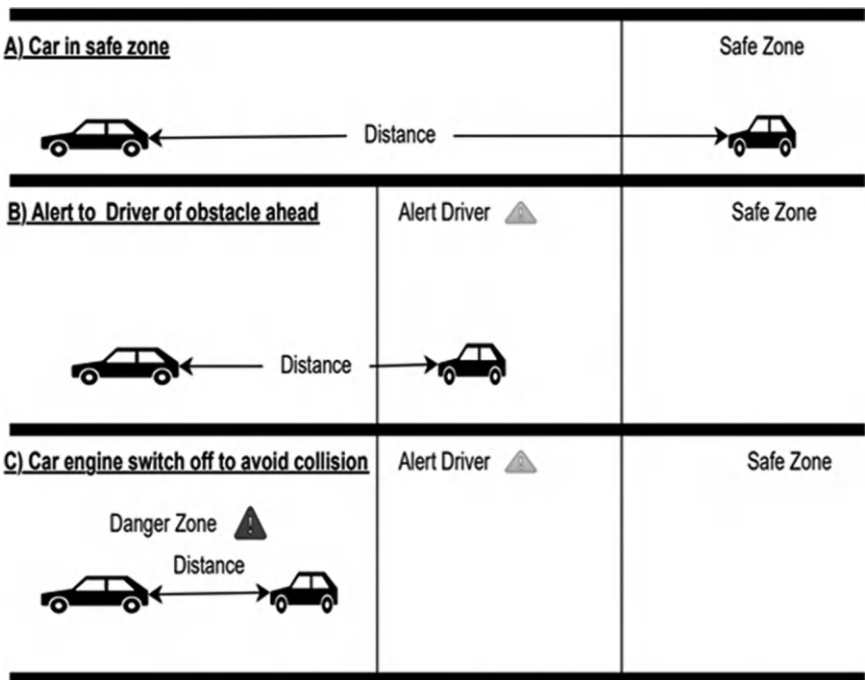 A) Car in safe zone
Safe Zone
Distance
B) Alert to Driver of obstacle ahead
Alert Driver
Safe Zone
Distance
C) Car engine switch off to avoid collision
Alert Driver
Safe Zone
Danger Zone
Distance